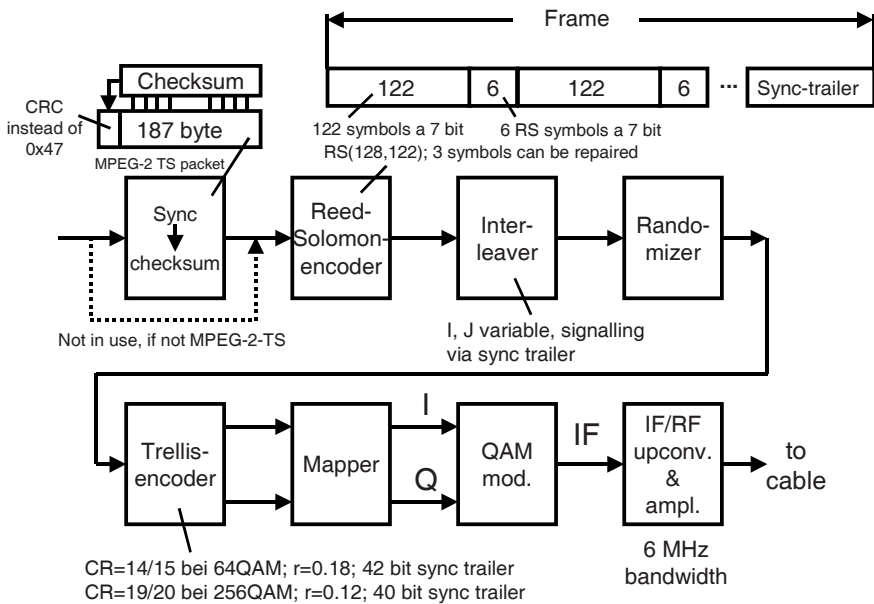 Frame
Checksum
122
6
122
6
...
Sync-trailer
CRC
instead of
0x47
187 byte
MPEG-2 TS packet
122 symbols a 7 bit
6 RS symbols a 7 bit
RS(128,122); 3 symbols can be repaired
Sync
checksum
Reed-
Solomon-
encoder
Inter-
leaver
Rando-
mizer
Not in use, if not MPEG-2-TS
I, J variable, signalling
via sync trailer
Trellis-
encoder
Mapper
I
Q
QAM
mod.
IF
IF/RF
upconv.
&
ampl.
to
cable
CR=14/15 bei 64QAM; r=0.18; 42 bit sync trailer
CR=19/20 bei 256QAM; r=0.12; 40 bit sync trailer
6 MHz
bandwidth